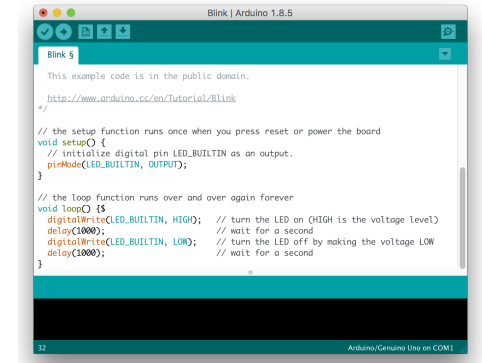 Blink | Arduino 1.8.5
Blink §
This example code is in the public domain.
http://www.arduino.cc/en/Tutorial/Blink
*/
// the setup function runs once when you press reset or power the board
void setup() {
// initialize digital pin LED_BUILTIN as an output.
pinMode(LED_BUILTIN, OUTPUT);
}
// the loop function runs over and over again forever
void loop() {$
digitalWrite(LED_BUILTIN, HIGH); // turn the LED on (HIGH is the voltage level)
delay(1000); // wait for a second
digitalWrite(LED_BUILTIN, LOW); // turn the LED off by making the voltage LOW
delay(1000); // wait for a second
}
32 Arduino/Genuino Uno on COM1